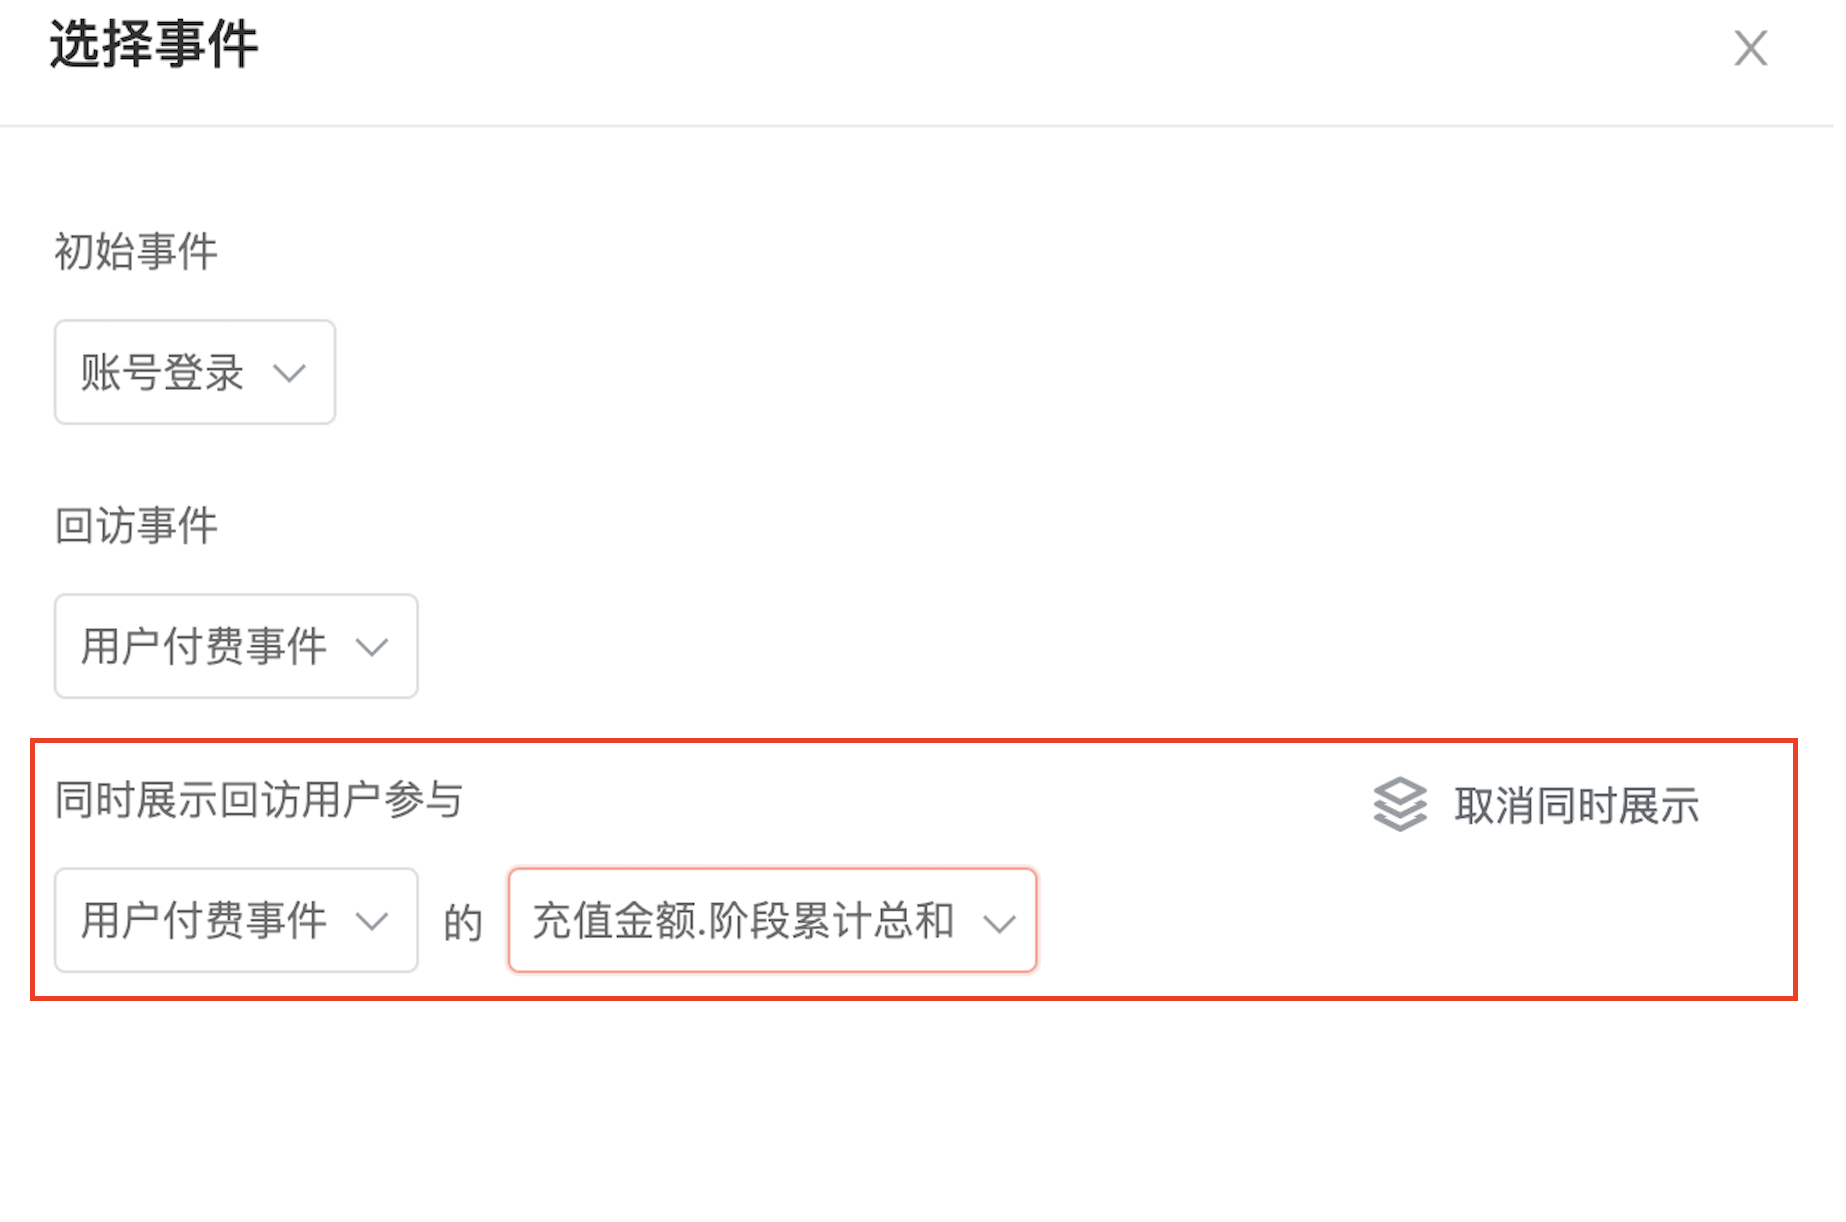 选择事件
初始事件
账号登录
回访事件
用户付费事件
同时展示回访用户参与
取消同时展示
用户付费事件 的 充值金额.阶段累计总和